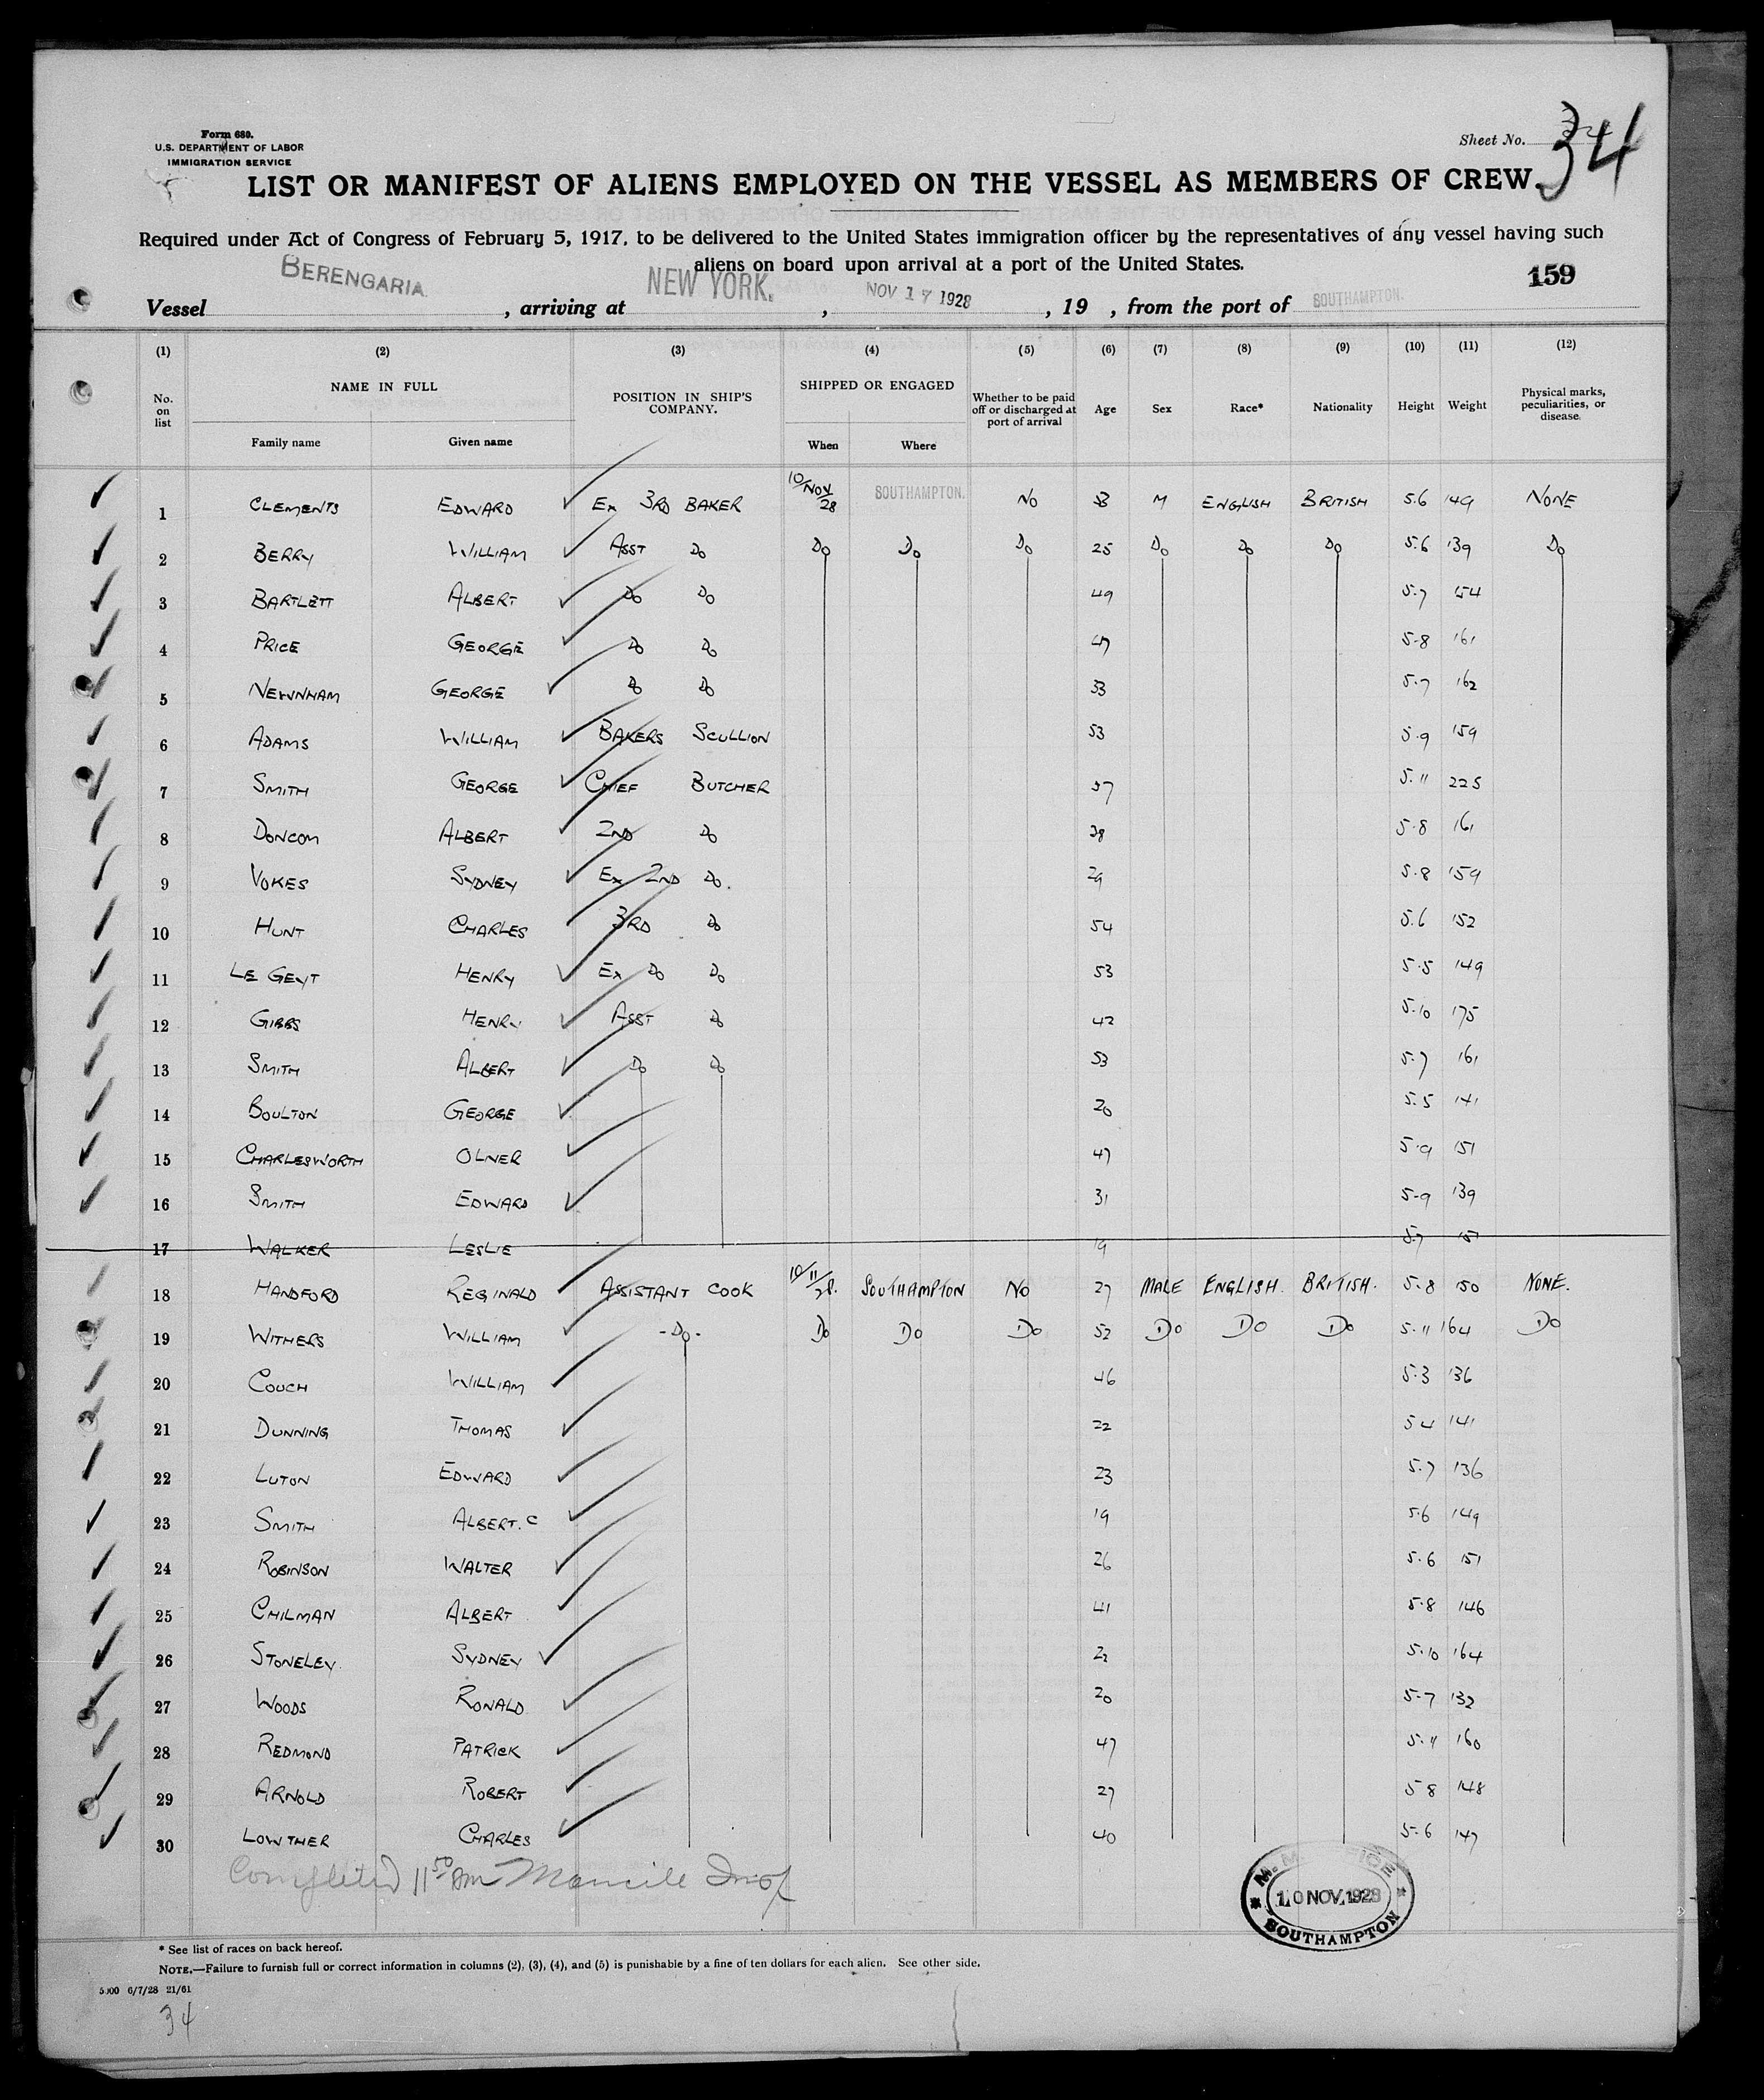 Form 680.
U.S. DEPARTMENT OF LABOR
IMMIGRATION SERVICE
Sheet No. 34
LIST OR MANIFEST OF ALIENS EMPLOYED ON THE VESSEL AS MEMBERS OF CREW.
Required under Act of Congress of February 5, 1917, to be delivered to the United States immigration officer by the representatives of any vessel having such
aliens on board upon arrival at a port of the United States.
159
Vessel BERENGARIA, arriving at NEW YORK., NOV 17 1928, 19 , from the port of SOUTHAMPTON.
(1) (2) (3) (4) (5) (6) (7) (8) (9) (10) (11) (12)
No. on list NAME IN FULL Family name Given name POSITION IN SHIP'S COMPANY. SHIPPED OR ENGAGED When Where Whether to be paid off or discharged at port of arrival Age Sex Race* Nationality Height Weight Physical marks, peculiarities, or disease.
1 CLEMENTS EDWARD Ex 3RD BAKER 10/NOV/28 SOUTHAMPTON. NO M ENGLISH BRITISH 5.6 149 NONE
2 BERRY WILLIAM ASST Do Do Do Do 25 Do Do Do 5.6 139 Do
3 BARTLETT ALBERT Do Do 49 5.7 154
4 PRICE GEORGE Do Do 47 5-8 161
5 NEWNHAM GEORGE Do Do 33 5.7 162
6 ADAMS WILLIAM BAKERS SCULLION 53 5.9 159
7 SMITH GEORGE CHIEF BUTCHER 57 5.11 225
8 DONCOM ALBERT 2ND Do 38 5.8 161
9 VOKES SYDNEY Ex 2ND Do. 29 5.8 159
10 HUNT CHARLES 3RD Do 54 5.6 152
11 LE GEYT HENRY Ex Do Do 53 5.5 149
12 GIBBS HENRY ASST Do 42 5.10 175
13 SMITH ALBERT Do Do 53 5.7 161
14 BOULTON GEORGE 20 5.5 141
15 CHARLESWORTH OLIVER 47 5.9 151
16 SMITH EDWARD 31 5-9 139
17 WALKER LESLIE 19 5.7 151
18 HANDFORD REGINALD ASSISTANT COOK 10/11/28. SOUTHAMPTON NO 27 MALE ENGLISH. BRITISH. 5.8 150 NONE.
19 WITHERS WILLIAM -Do- Do Do Do 52 Do Do Do 5.11 164 Do
20 COUCH WILLIAM 46 5.3 136
21 DUNNING THOMAS 22 5 4 141
22 LUTON EDWARD 23 5.7 136
23 SMITH ALBERT. C 19 5.6 149
24 ROBINSON WALTER 26 5.6 151
25 CHILMAN ALBERT 41 5.8 146
26 STONELEY. SYDNEY 22 5.10 164
27 WOODS RONALD 20 5-7 132
28 REDMOND PATRICK 47 5.11 160
29 ARNOLD ROBERT 27 5 8 148
30 LOWTHER CHARLES 40 5.6 147
Completed 11 50 am
10 NOV. 1928
SOUTHAMPTON
* See list of races on back hereof.
NOTE.—Failure to furnish full or correct information in columns (2), (3), (4), and (5) is punishable by a fine of ten dollars for each alien. See other side.
5000 6/7/28 21/61
34